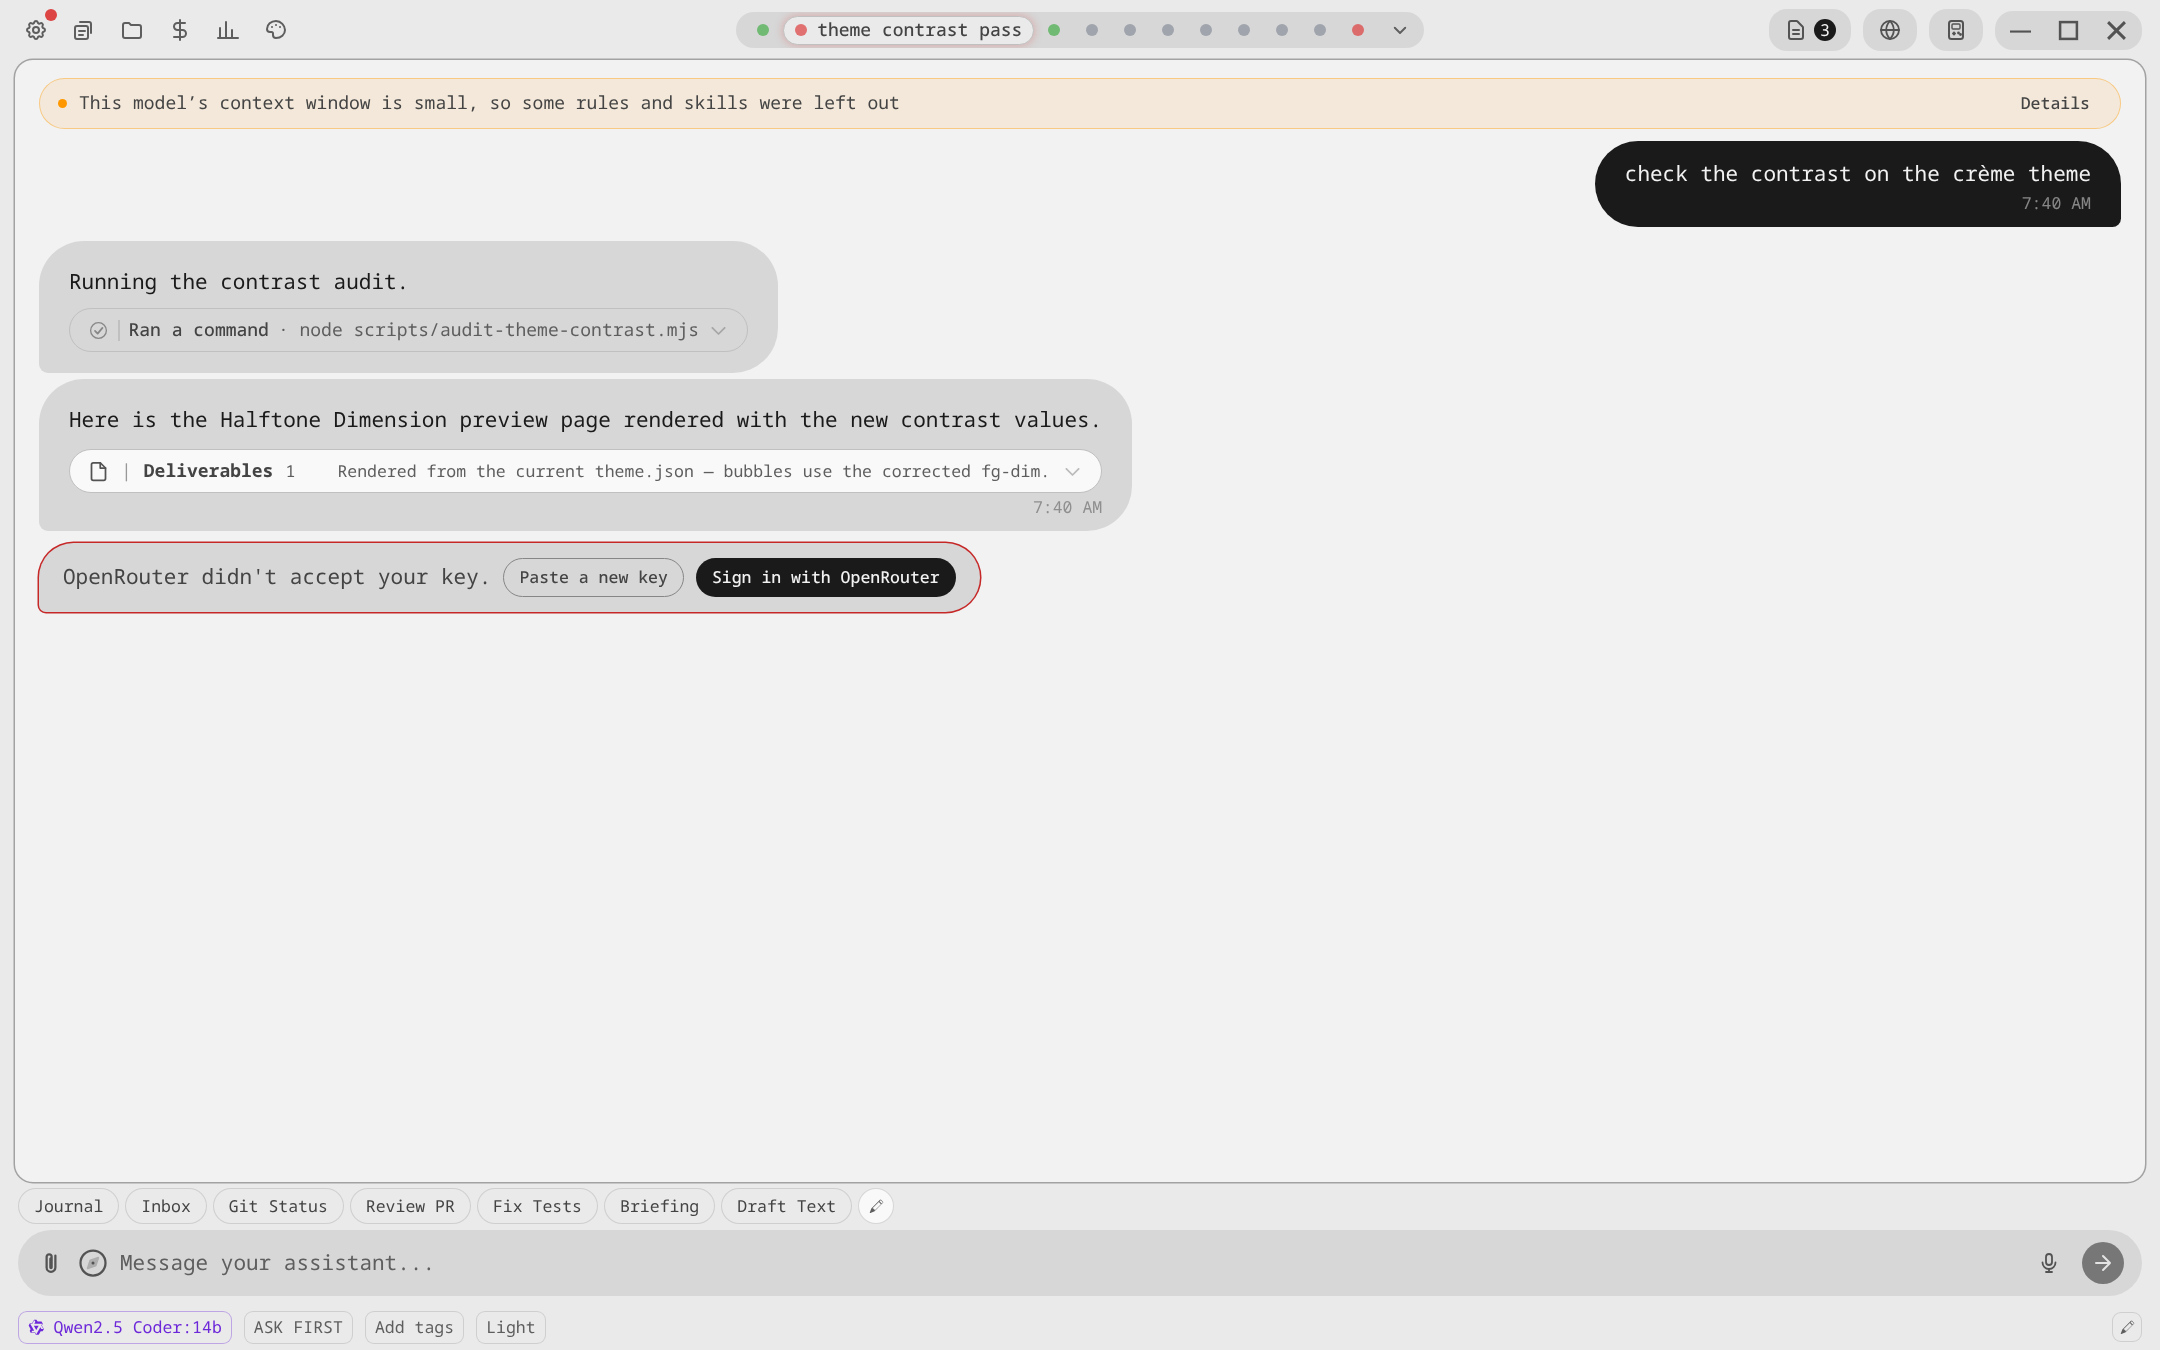 theme contrast pass
3
This model’s context window is small, so some rules and skills were left out
Details
check the contrast on the crème theme
7:40 AM
Running the contrast audit.
Ran a command · node scripts/audit-theme-contrast.mjs
Here is the Halftone Dimension preview page rendered with the new contrast values.
Deliverables 1 Rendered from the current theme.json — bubbles use the corrected fg-dim.
7:40 AM
OpenRouter didn't accept your key. Paste a new key Sign in with OpenRouter
Journal Inbox Git Status Review PR Fix Tests Briefing Draft Text
Message your assistant...
Qwen2.5 Coder:14b ASK FIRST Add tags Light